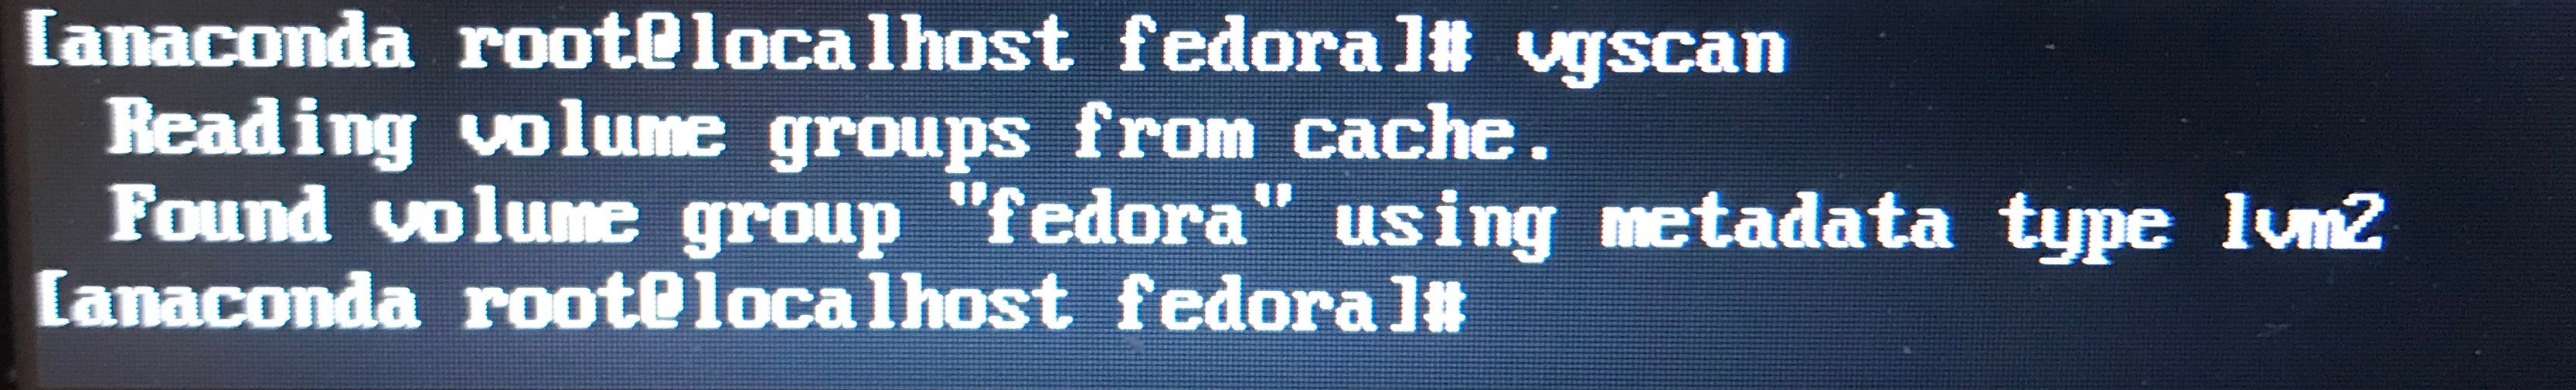 [anaconda root@localhost fedora]# vgscan
  Reading volume groups from cache.
  Found volume group "fedora" using metadata type lvm2
[anaconda root@localhost fedora]#